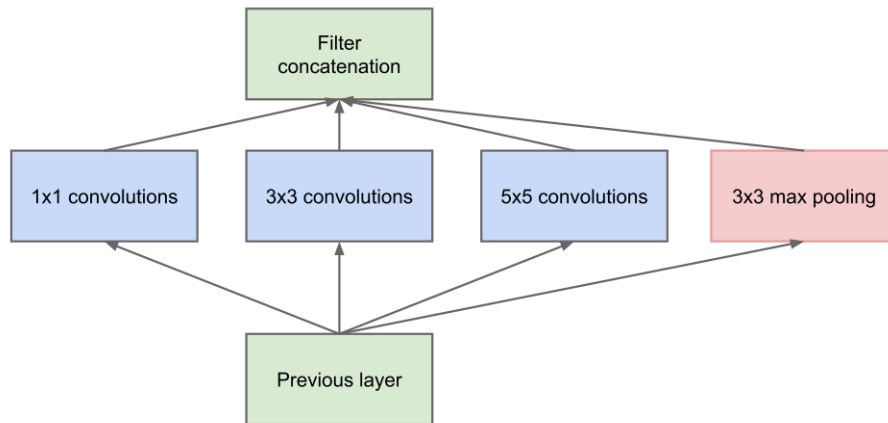 Filter
concatenation
1x1 convolutions
3x3 convolutions
5x5 convolutions
3x3 max pooling
Previous layer